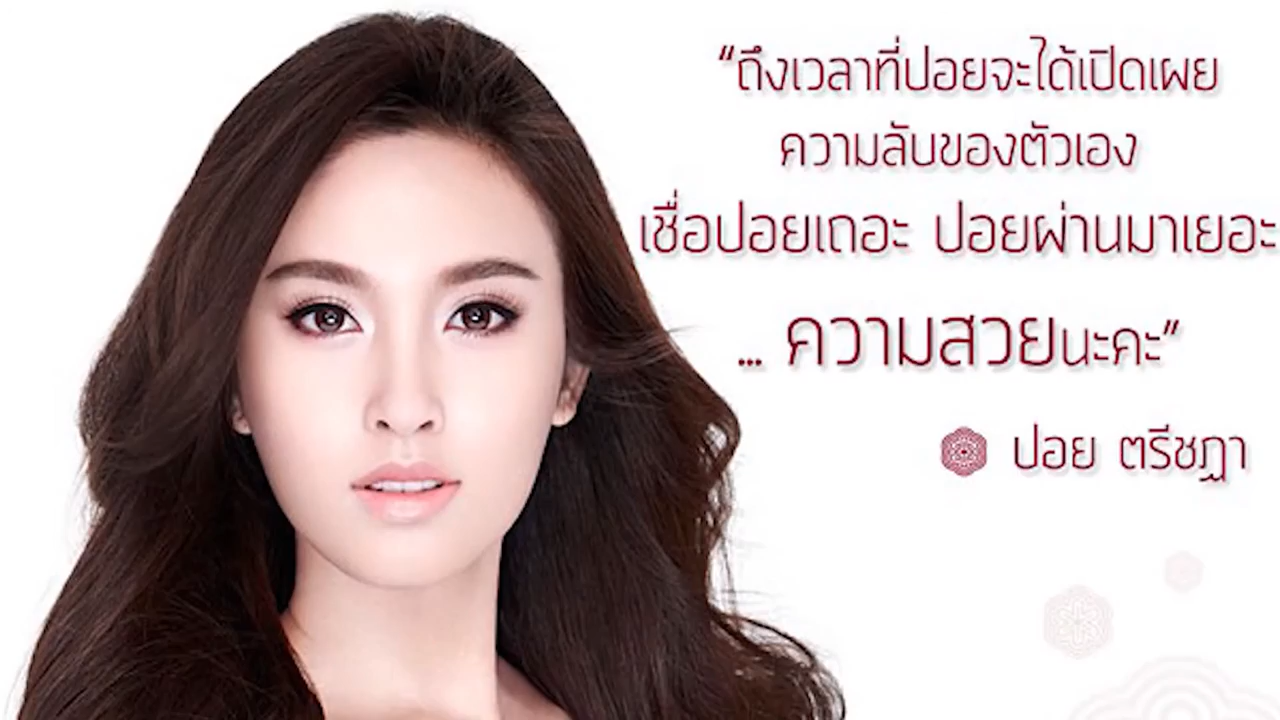 “ถึงเวลาที่ปอยจะได้เปิดเผย
ความลับของตัวเอง
เชื่อปอยเถอะ ปอยผ่านมาเยอะ
... ความสวยนะคะ”
ปอย ตรีชฎา